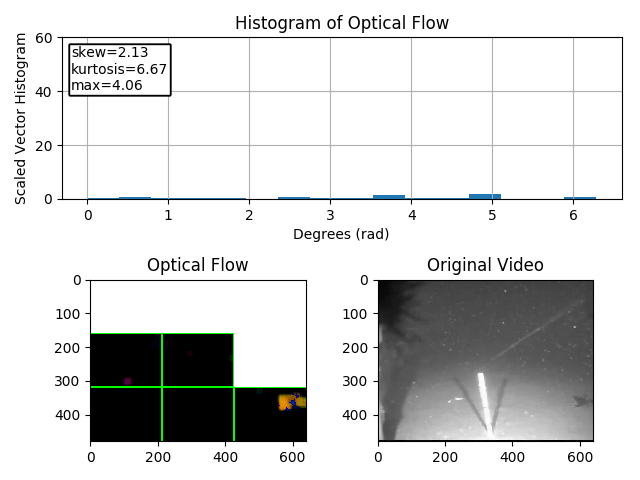 Histogram of Optical Flow
Scaled Vector Histogram
60
40
20
0
skew=2.13
kurtosis=6.67
max=4.06
0 1 2 3 4 5 6
Degrees (rad)
Optical Flow
0
100
200
300
400
0 200 400 600
Original Video
0
100
200
300
400
0 200 400 600